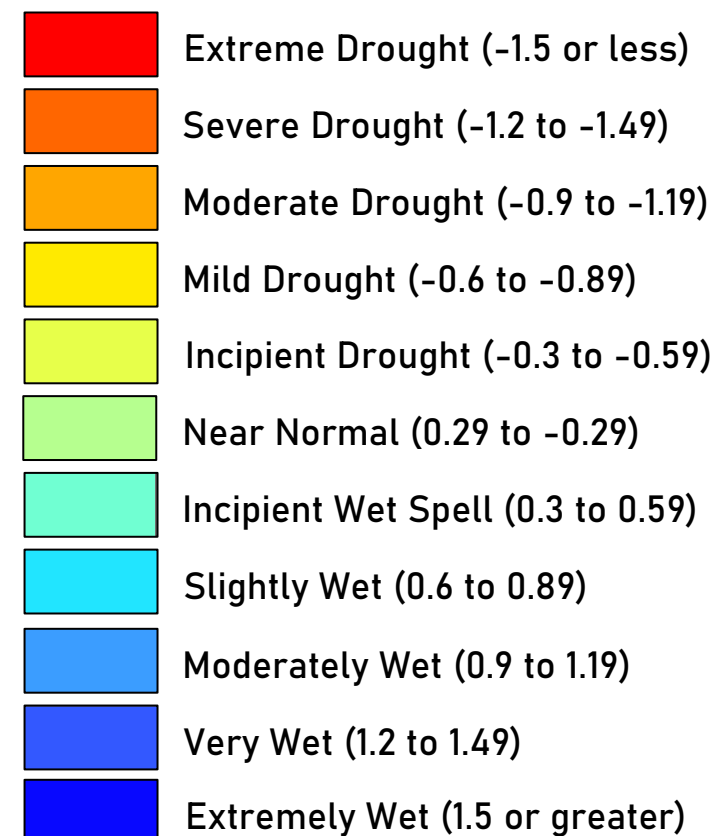 Extreme Drought (-1.5 or less)
Severe Drought (-1.2 to -1.49)
Moderate Drought (-0.9 to -1.19)
Mild Drought (-0.6 to -0.89)
Incipient Drought (-0.3 to -0.59)
Near Normal (0.29 to -0.29)
Incipient Wet Spell (0.3 to 0.59)
Slightly Wet (0.6 to 0.89)
Moderately Wet (0.9 to 1.19)
Very Wet (1.2 to 1.49)
Extremely Wet (1.5 or greater)